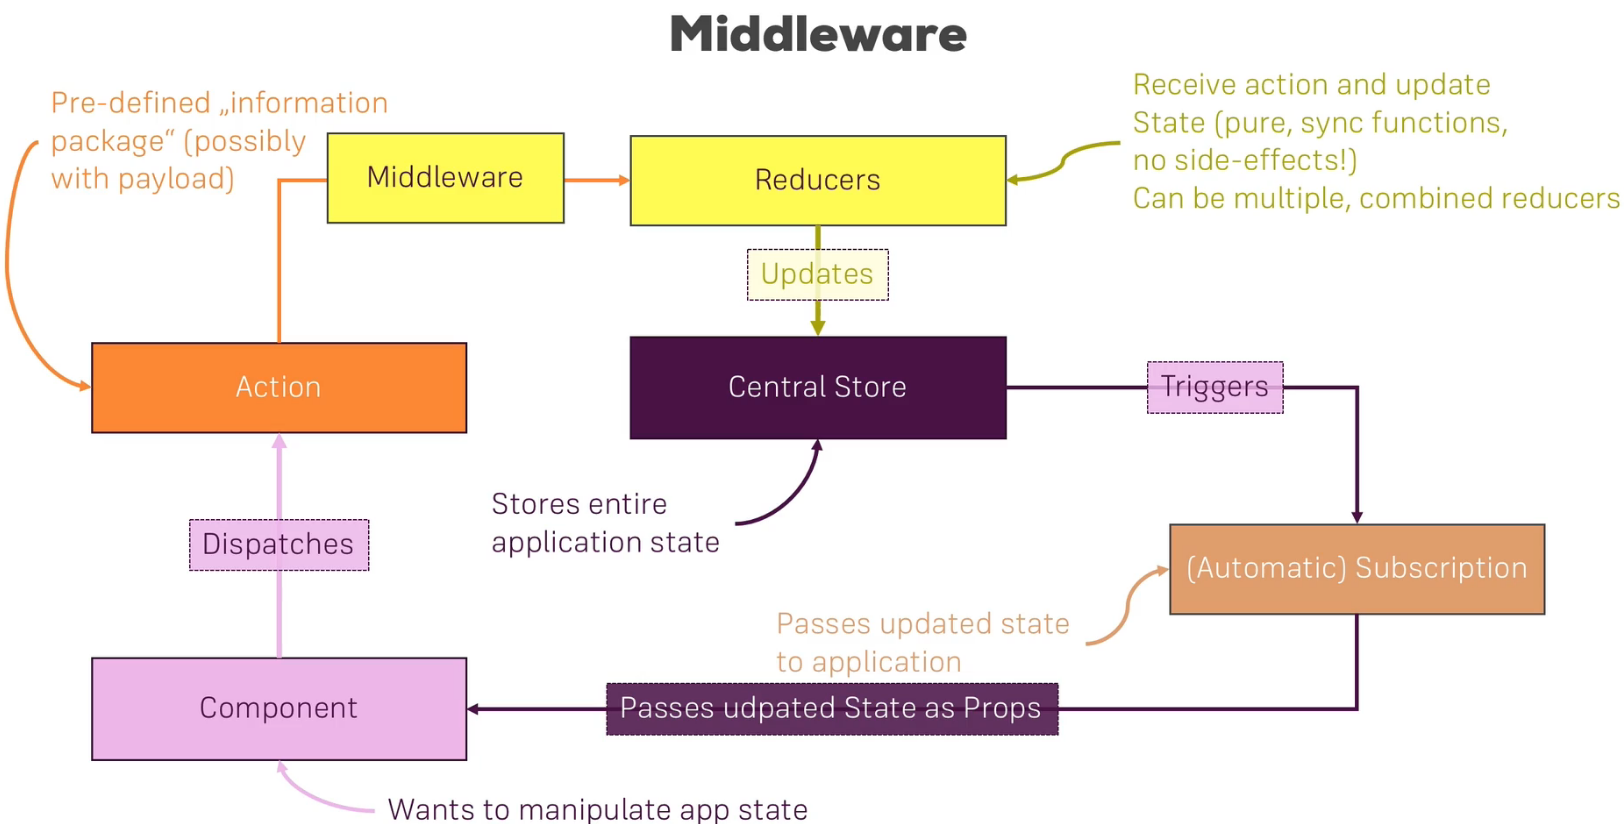 Middleware
Pre-defined „information
package“ (possibly
with payload)
Middleware
Reducers
Receive action and update
State (pure, sync functions,
no side-effects!)
Can be multiple, combined reducers
Updates
Action
Central Store
Triggers
Stores entire
application state
Dispatches
(Automatic) Subscription
Passes updated state
to application
Component
Passes udpated State as Props
Wants to manipulate app state